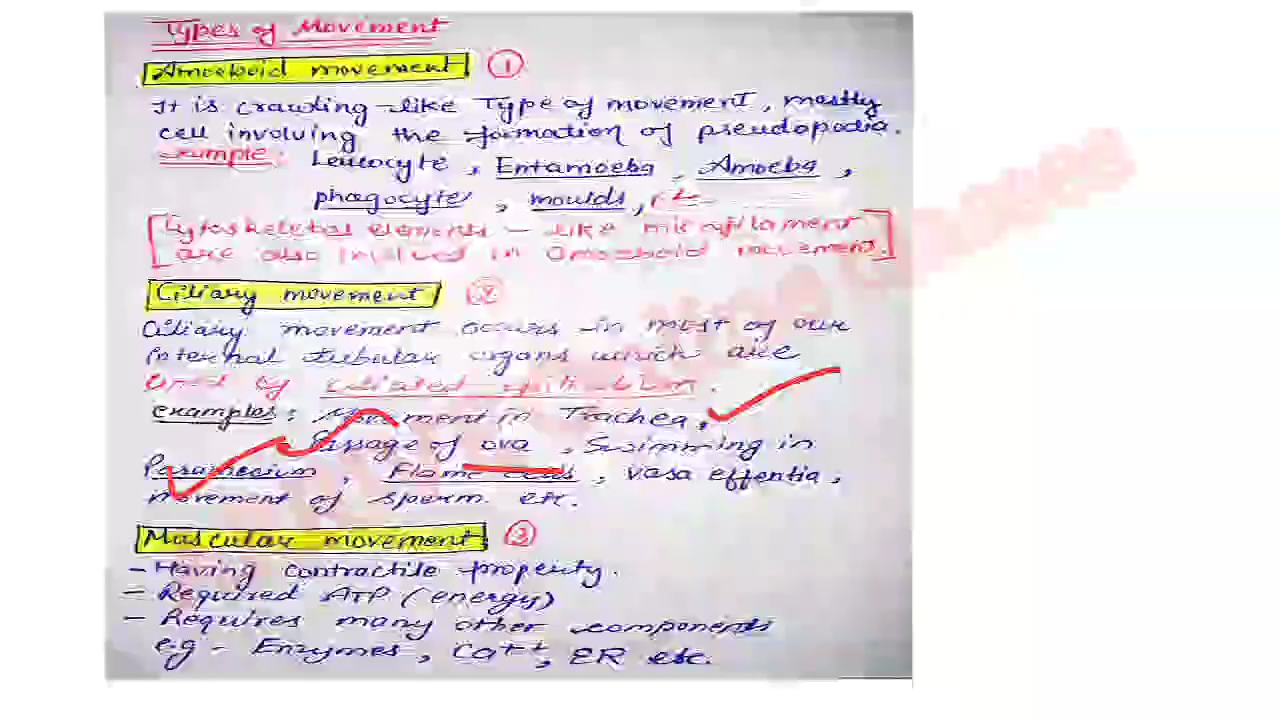 Types of Movement
Amoeboid movement 1
It is crawling-like Type of movement, mostly
cell involving the formation of pseudopodia.
Example: Leucocyte, Entamoeba, Amoeba,
phagocyte, moulds, etc.
[Cytoskeletal elements - like microfilament
are also involved in amoeboid movement.]
Ciliary movement 2
Ciliary movement occurs in most of our
internal tubular organs which are
lined by ciliated epithelium.
examples: Movement in Trachea,
Passage of ova, Swimming in
Paramecium, Flame cells, vasa effentia,
movement of sperm. etc.
Muscular movement 3
- Having contractile property.
- Required ATP (energy)
- Requires many other components
e.g - Enzymes, Ca++, ER etc.